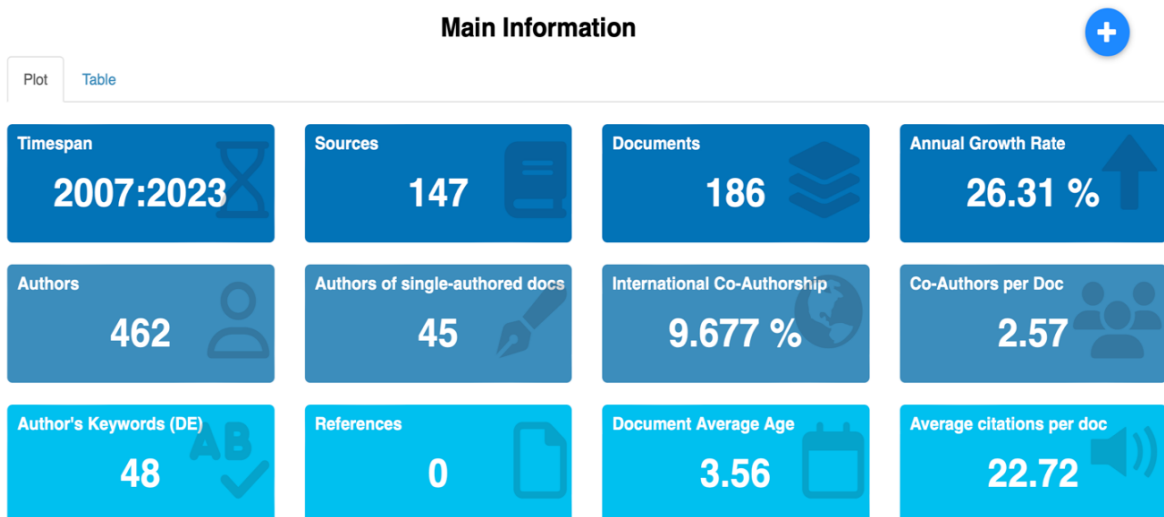 Main Information
Plot
Table
Timespan
2007:2023
Sources
147
Documents
186
Annual Growth Rate
26.31 %
Authors
462
Authors of single-authored docs
45
International Co-Authorship
9.677 %
Co-Authors per Doc
2.57
Author's Keywords (DE)
48
AB
References
0
Document Average Age
3.56
Average citations per doc
22.72